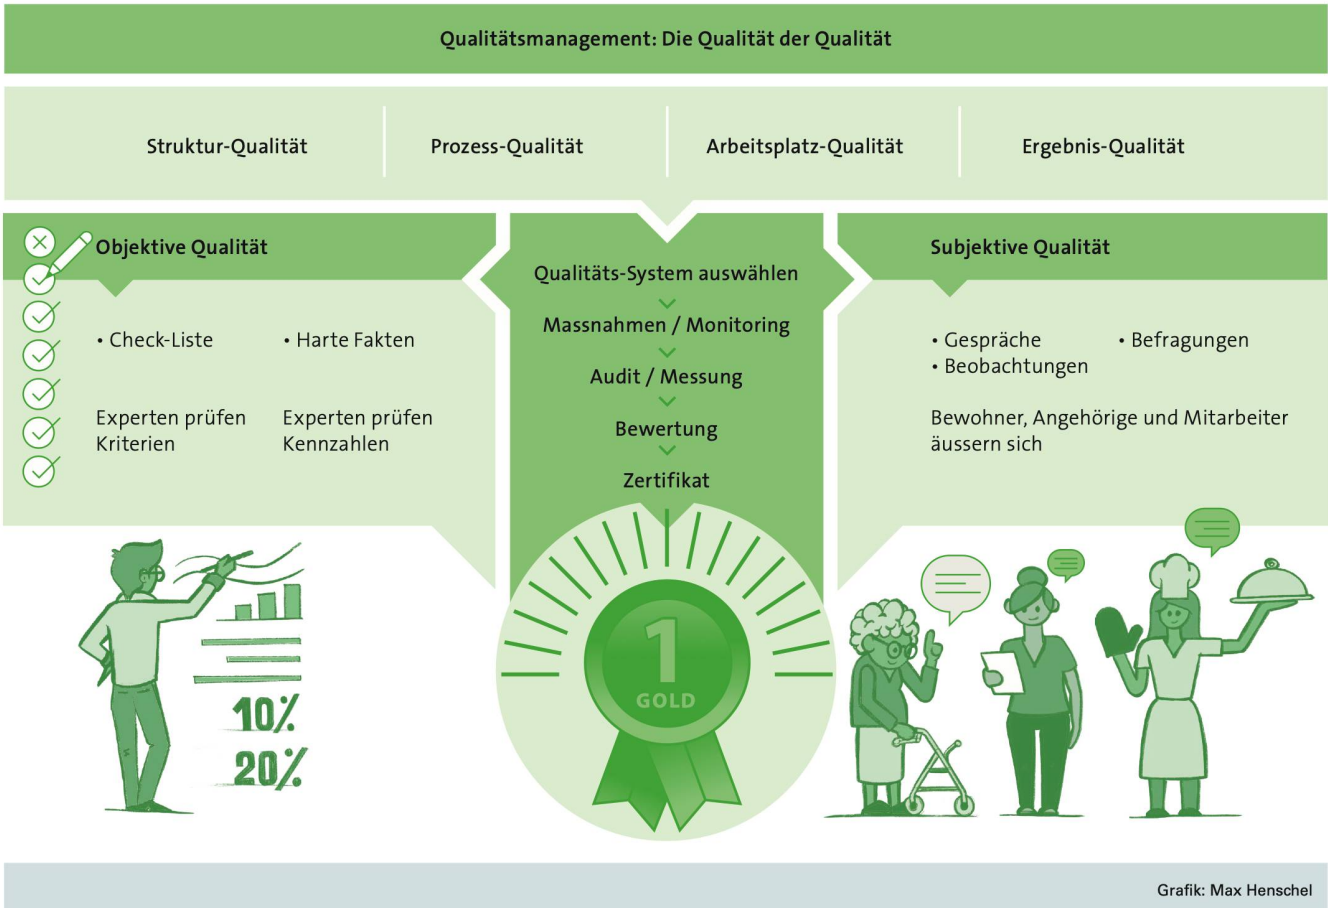 Qualitätsmanagement: Die Qualität der Qualität
Struktur-Qualität
Prozess-Qualität
Arbeitsplatz-Qualität
Ergebnis-Qualität
Objektive Qualität
• Check-Liste
• Harte Fakten
Experten prüfen
Kriterien
Experten prüfen
Kennzahlen
Qualitäts-System auswählen
Massnahmen / Monitoring
Audit / Messung
Bewertung
Zertifikat
1
GOLD
Subjektive Qualität
• Gespräche
• Befragungen
• Beobachtungen
Bewohner, Angehörige und Mitarbeiter
äussern sich
10%
20%
Grafik: Max Henschel